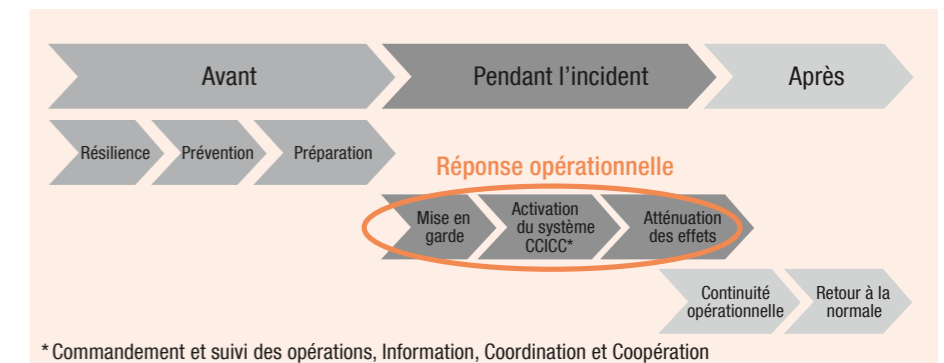 Avant
Pendant l'incident
Après
Résilience
Prévention
Préparation
Réponse opérationnelle
Mise en
garde
Activation
du système
CCICC*
Atténuation
des effets
Continuité
opérationnelle
Retour à la
normale
* Commandement et suivi des opérations, Information, Coordination et Coopération